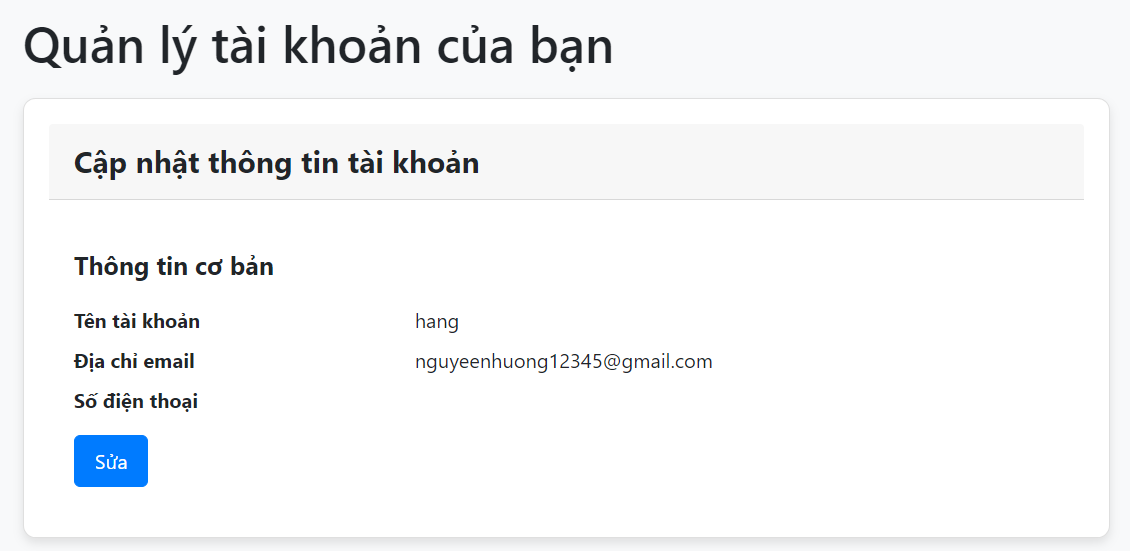 Quản lý tài khoản của bạn
Cập nhật thông tin tài khoản
Thông tin cơ bản
Tên tài khoản hang
Địa chỉ email nguyeenhuong12345@gmail.com
Số điện thoại
Sửa